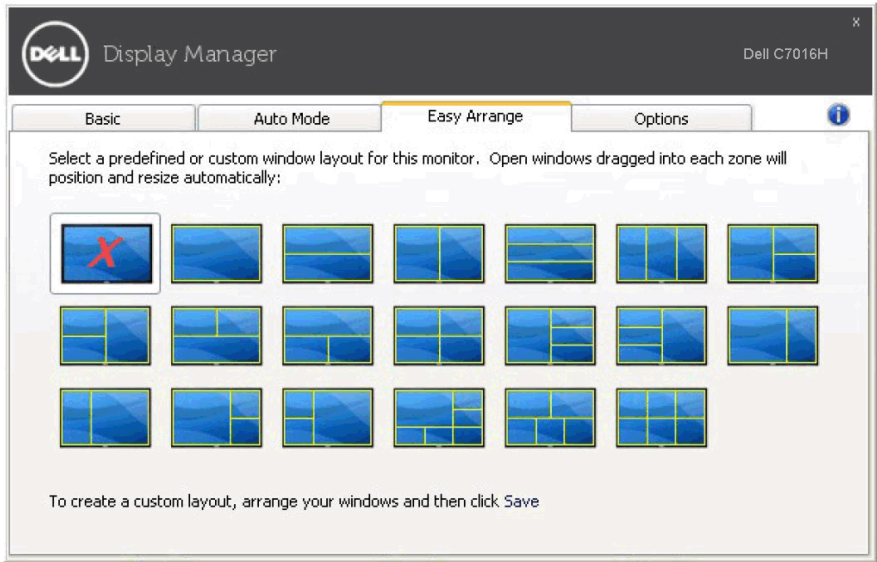 x
DELL
Display Manager
Dell C7016H
Basic
Auto Mode
Easy Arrange
Options
i
Select a predefined or custom window layout for this monitor. Open windows dragged into each zone will
position and resize automatically:
X
To create a custom layout, arrange your windows and then click Save